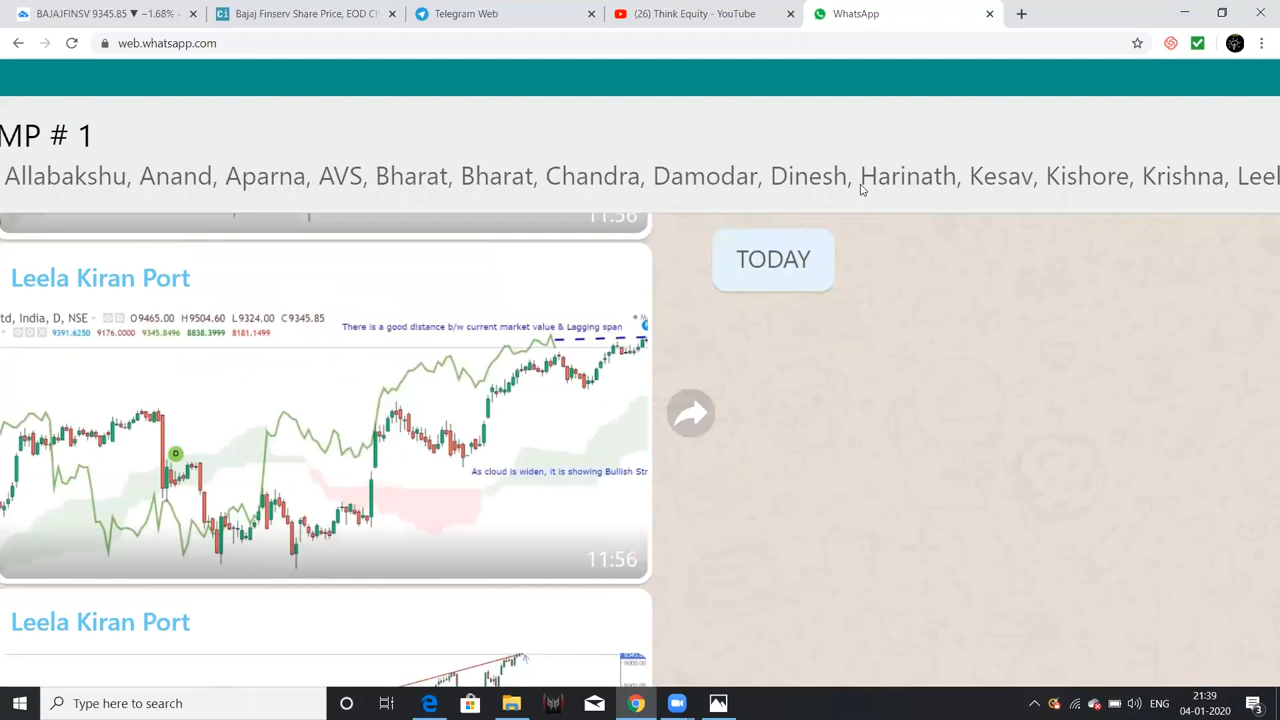 BAJAJFINSV 9345.85 ▼ −1.68%
Bajaj Finserv Share Price, EOD Ch
Telegram Web
(26) Think Equity - YouTube
WhatsApp
web.whatsapp.com
MP # 1
Allabakshu, Anand, Aparna, AVS, Bharat, Bharat, Chandra, Damodar, Dinesh, Harinath, Kesav, Kishore, Krishna, Leel
11:56
TODAY
Leela Kiran Port
td, India, D, NSE O9465.00 H9504.60 L9324.00 C9345.85
9391.6250 9176.0000 9345.8496 8838.3999 8181.1499
There is a good distance b/w current market value & Lagging span
D
As cloud is widen, it is showing Bullish Str
11:56
Leela Kiran Port
Type here to search
ENG
21:39
04-01-2020
3